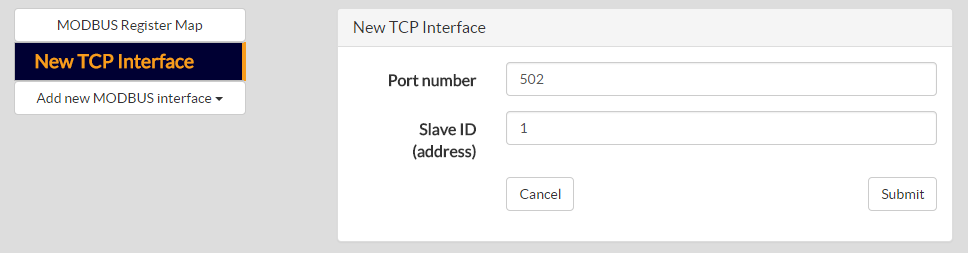 MODBUS Register Map
New TCP Interface
Add new MODBUS interface
New TCP Interface
Port number
502
Slave ID
(address)
1
Cancel
Submit